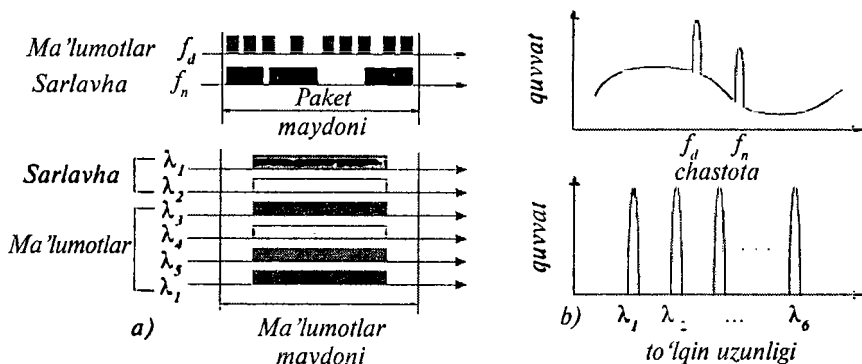 Ma'lumotlar f_d
Sarlavha f_n
Paket
maydoni
Sarlavha λ_1
λ_2
λ_3
Ma'lumotlar λ_4
λ_5
λ_1
a) Ma'lumotlar
maydoni
quvvat
f_d f_n
chastota
quvvat
b) λ_1 λ_2 ... λ_6
to'lqin uzunligi